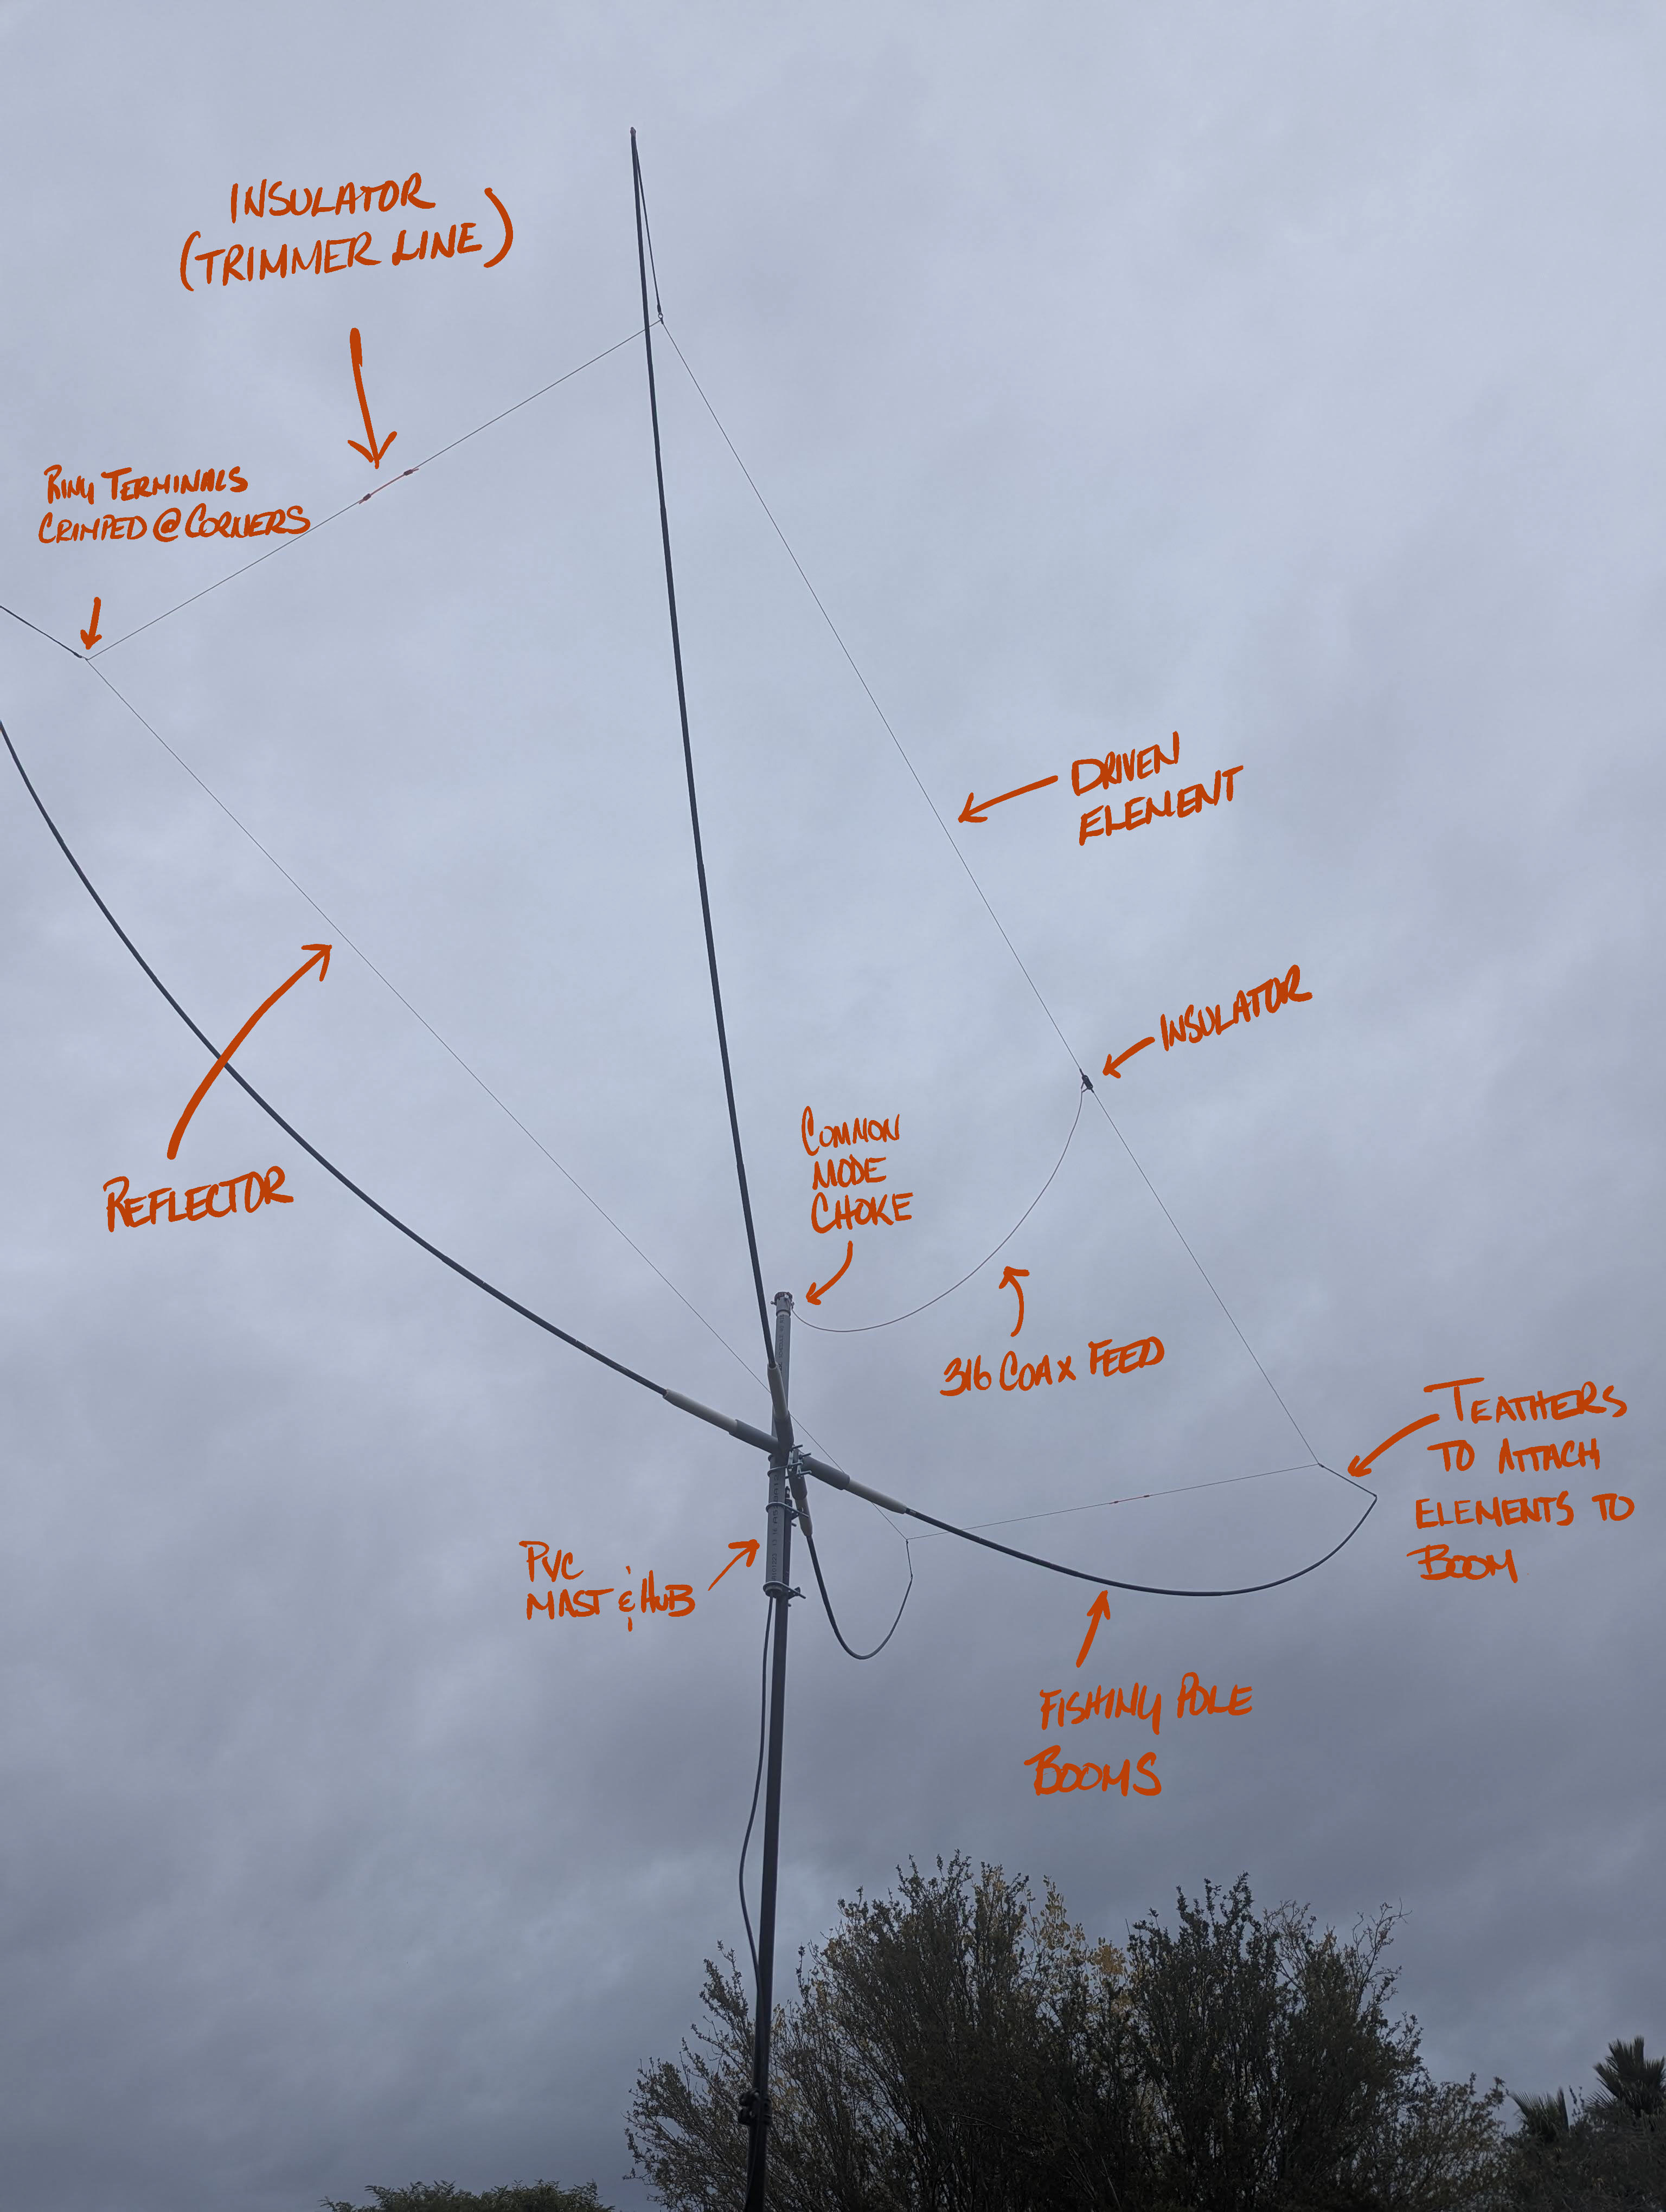 INSULATOR
(TRIMMER LINE)
RING TERMINALS
CRIMPED @ CORNERS
DRIVEN
ELEMENT
INSULATOR
COMMON
MODE
CHOKE
REFLECTOR
316 COAX FEED
TEATHERS
TO ATTACH
ELEMENTS TO
BOOM
PVC
MAST & HUB
FISHING POLE
BOOMS